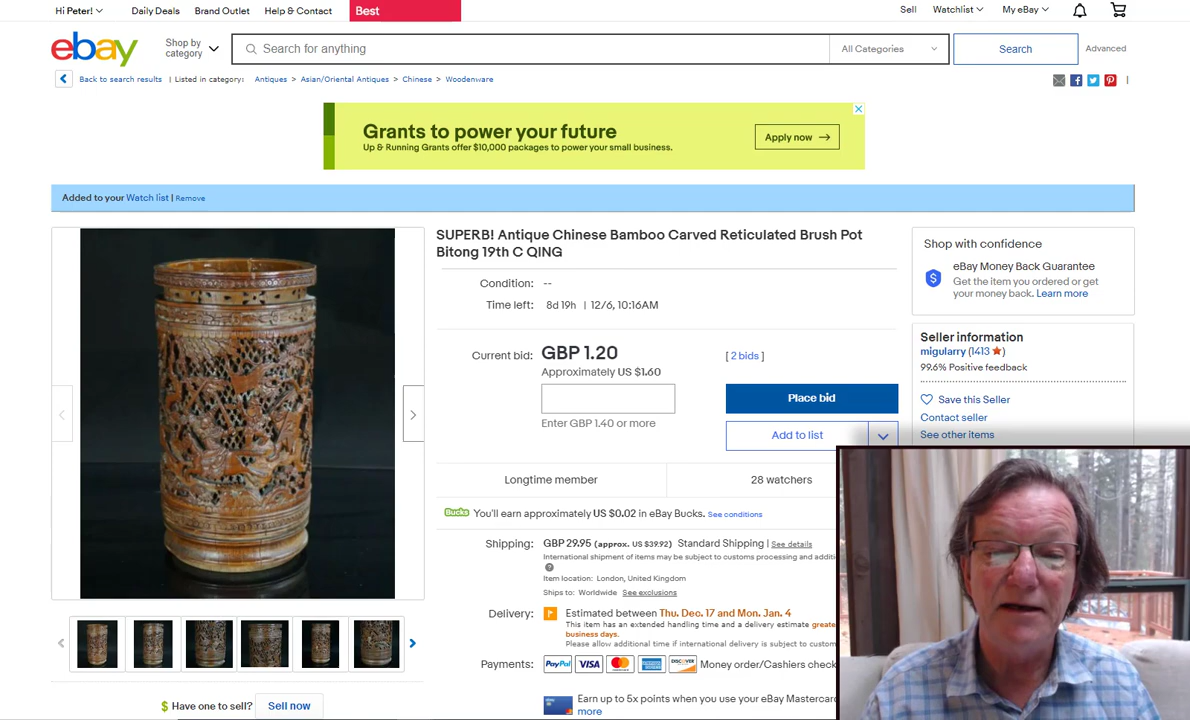 Hi Peter!
Daily Deals
Brand Outlet
Help & Contact
Best
Sell
Watchlist
My eBay
ebay
Shop by category
Search for anything
All Categories
Search
Advanced
Back to search results | Listed in category: Antiques > Asian/Oriental Antiques > Chinese > Woodenware
Grants to power your future
Up & Running Grants offer $10,000 packages to power your small business.
Apply now →
Added to your Watch list | Remove
SUPERB! Antique Chinese Bamboo Carved Reticulated Brush Pot
Bitong 19th C QING
Condition: --
Time left: 8d 19h | 12/6, 10:16AM
Current bid: GBP 1.20 [ 2 bids ]
Approximately US $1.60
Place bid
Enter GBP 1.40 or more
Add to list
Longtime member
28 watchers
Bucks You'll earn approximately US $0.02 in eBay Bucks. See conditions
Shipping: GBP 29.95 (approx. US $39.92) Standard Shipping | See details
International shipment of items may be subject to customs processing and
Item location: London, United Kingdom
Ships to: Worldwide See exclusions
Delivery: Estimated between Thu. Dec. 17 and Mon. Jan. 4
This item has an extended handling time and a delivery estimate
business days.
Please allow additional time if international delivery is subject to
Payments: PayPal VISA Money order/Cashiers check
Earn up to 5x points when you use your eBay
more
Shop with confidence
eBay Money Back Guarantee
Get the item you ordered or get
your money back. Learn more
Seller information
migularry (1413 ★)
99.6% Positive feedback
Save this Seller
Contact seller
See other items
$ Have one to sell? Sell now